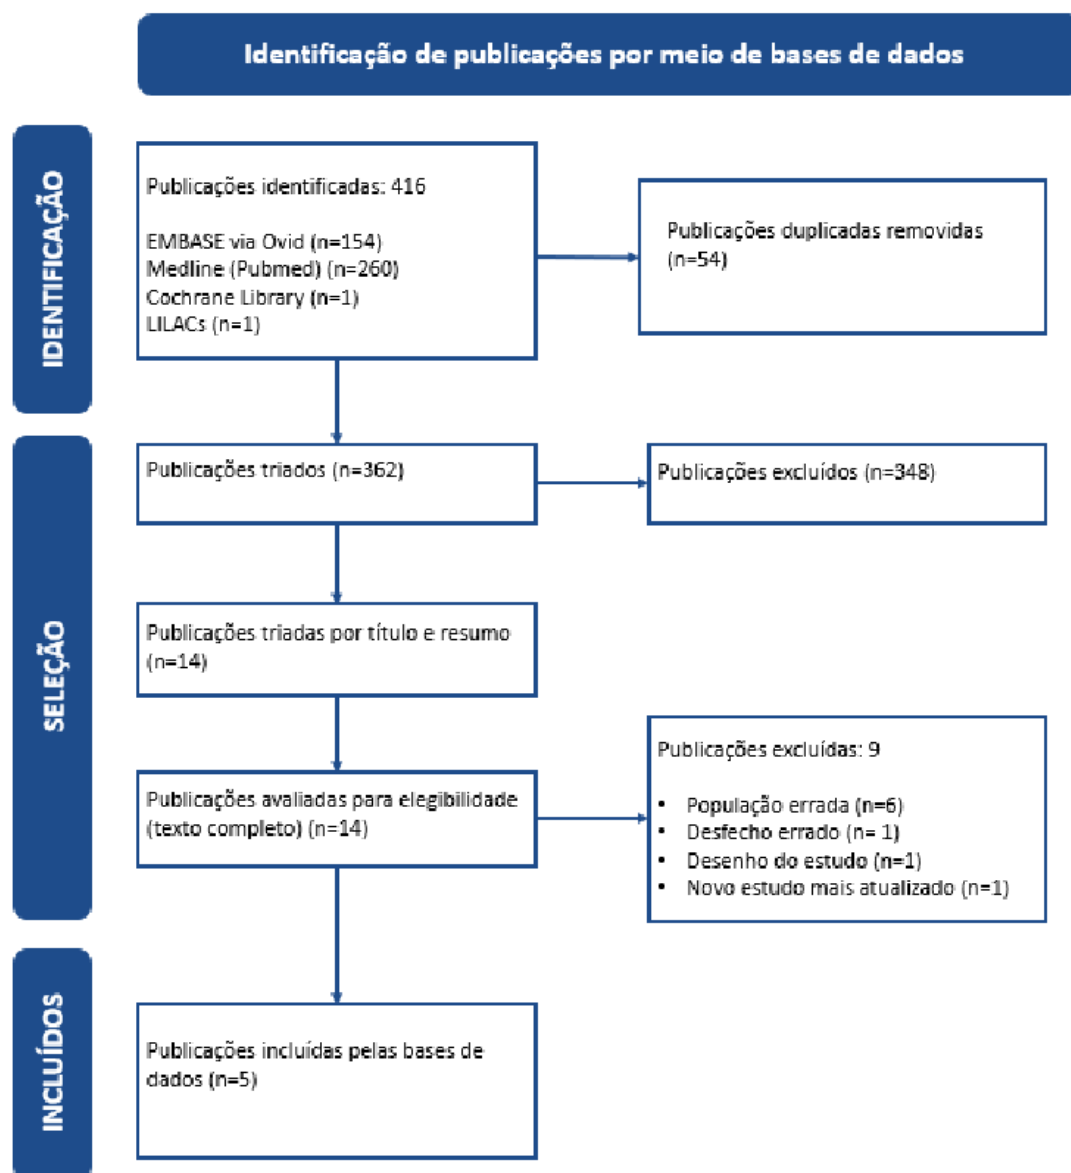 Identificação de publicações por meio de bases de dados
IDENTIFICAÇÃO
Publicações identificadas: 416
EMBASE via Ovid (n=154)
Medline (Pubmed) (n=260)
Cochrane Library (n=1)
LILACs (n=1)
Publicações duplicadas removidas
(n=54)
SELEÇÃO
Publicações triados (n=362)
Publicações excluídos (n=348)
Publicações triadas por título e resumo
(n=14)
Publicações avaliadas para elegibilidade
(texto completo) (n=14)
Publicações excluídas: 9
• População errada (n=6)
• Desfecho errado (n= 1)
• Desenho do estudo (n=1)
• Novo estudo mais atualizado (n=1)
INCLUÍDOS
Publicações incluídas pelas bases de
dados (n=5)